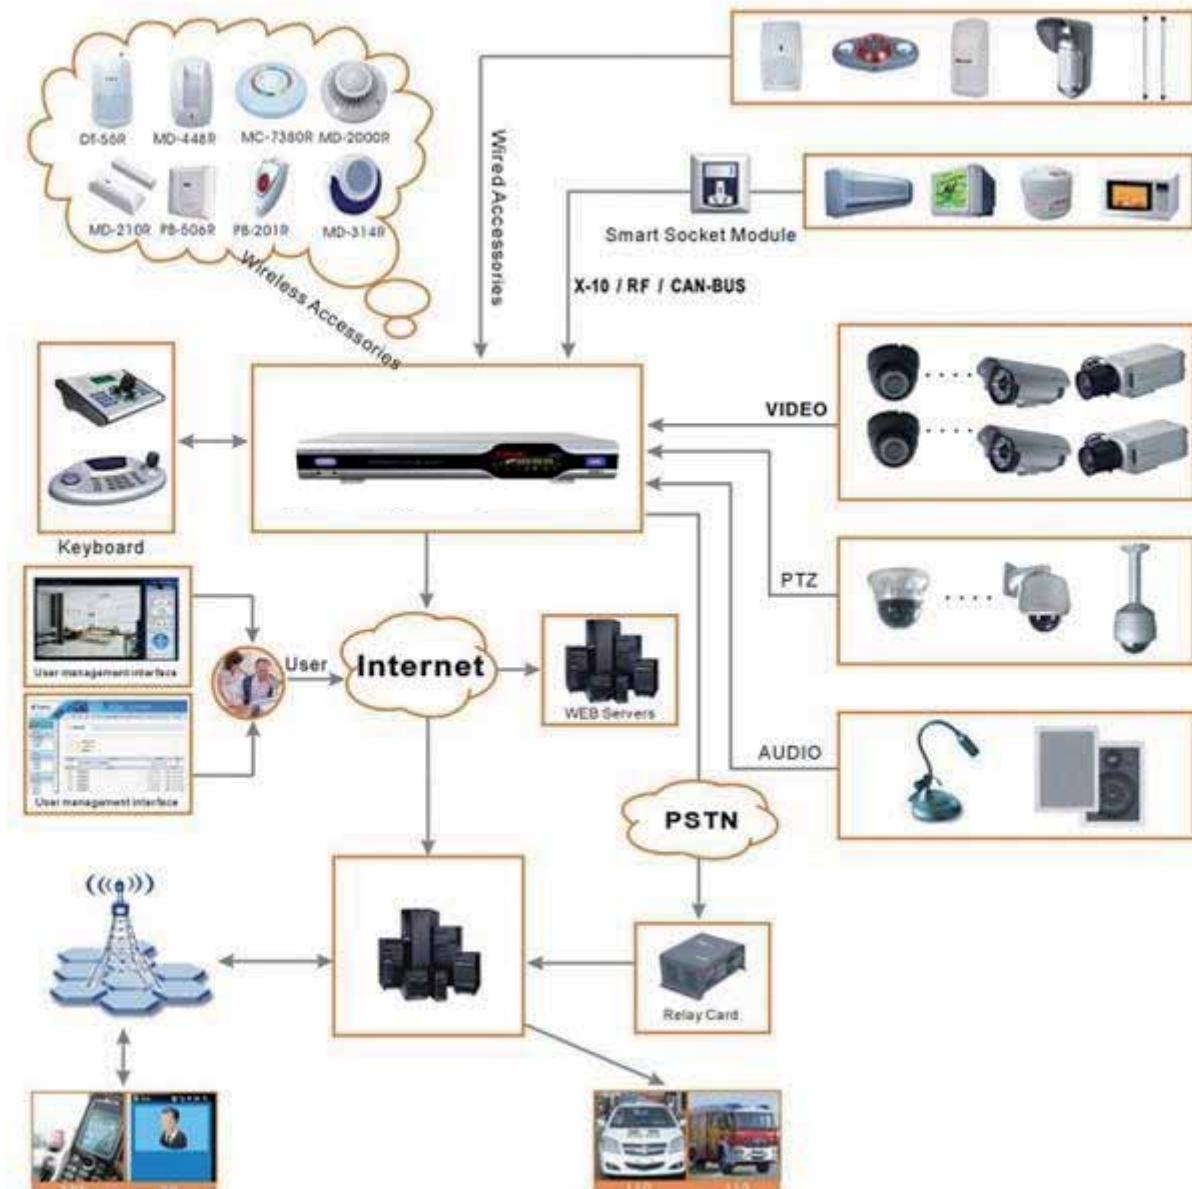 DT-56R MD-448R MC-7380R MD-2000R
MD-210R PB-506R PB-201R MD-314R
Wireless Accessories
Wired Accessories
Smart Socket Module
X-10 / RF / CAN-BUS
VIDEO
Keyboard
PTZ
User management interface
User
Internet
WEB Servers
User management interface
AUDIO
PSTN
Relay Card